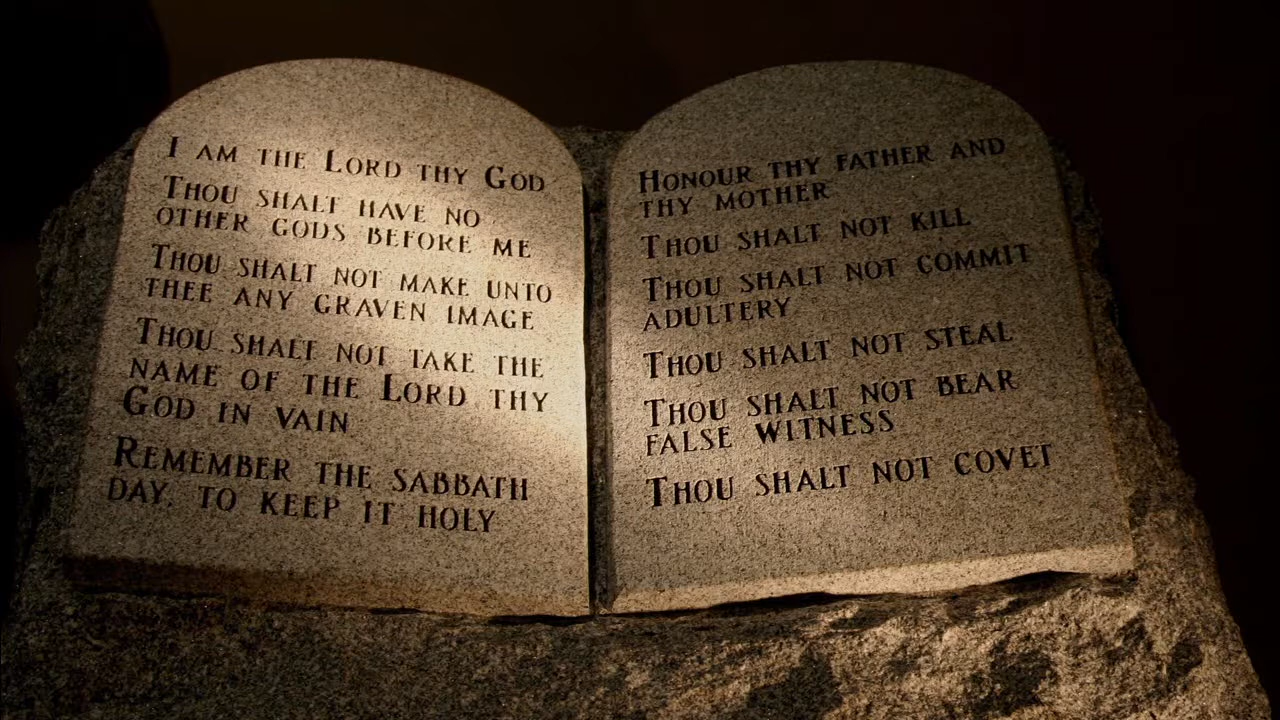 I AM THE LORD THY GOD
THOU SHALT HAVE NO
OTHER GODS BEFORE ME
THOU SHALT NOT MAKE UNTO
THEE ANY GRAVEN IMAGE
THOU SHALT NOT TAKE THE
NAME OF THE LORD THY
GOD IN VAIN
REMEMBER THE SABBATH
DAY, TO KEEP IT HOLY
HONOUR THY FATHER AND
THY MOTHER
THOU SHALT NOT KILL
THOU SHALT NOT COMMIT
ADULTERY
THOU SHALT NOT STEAL
THOU SHALT NOT BEAR
FALSE WITNESS
THOU SHALT NOT COVET